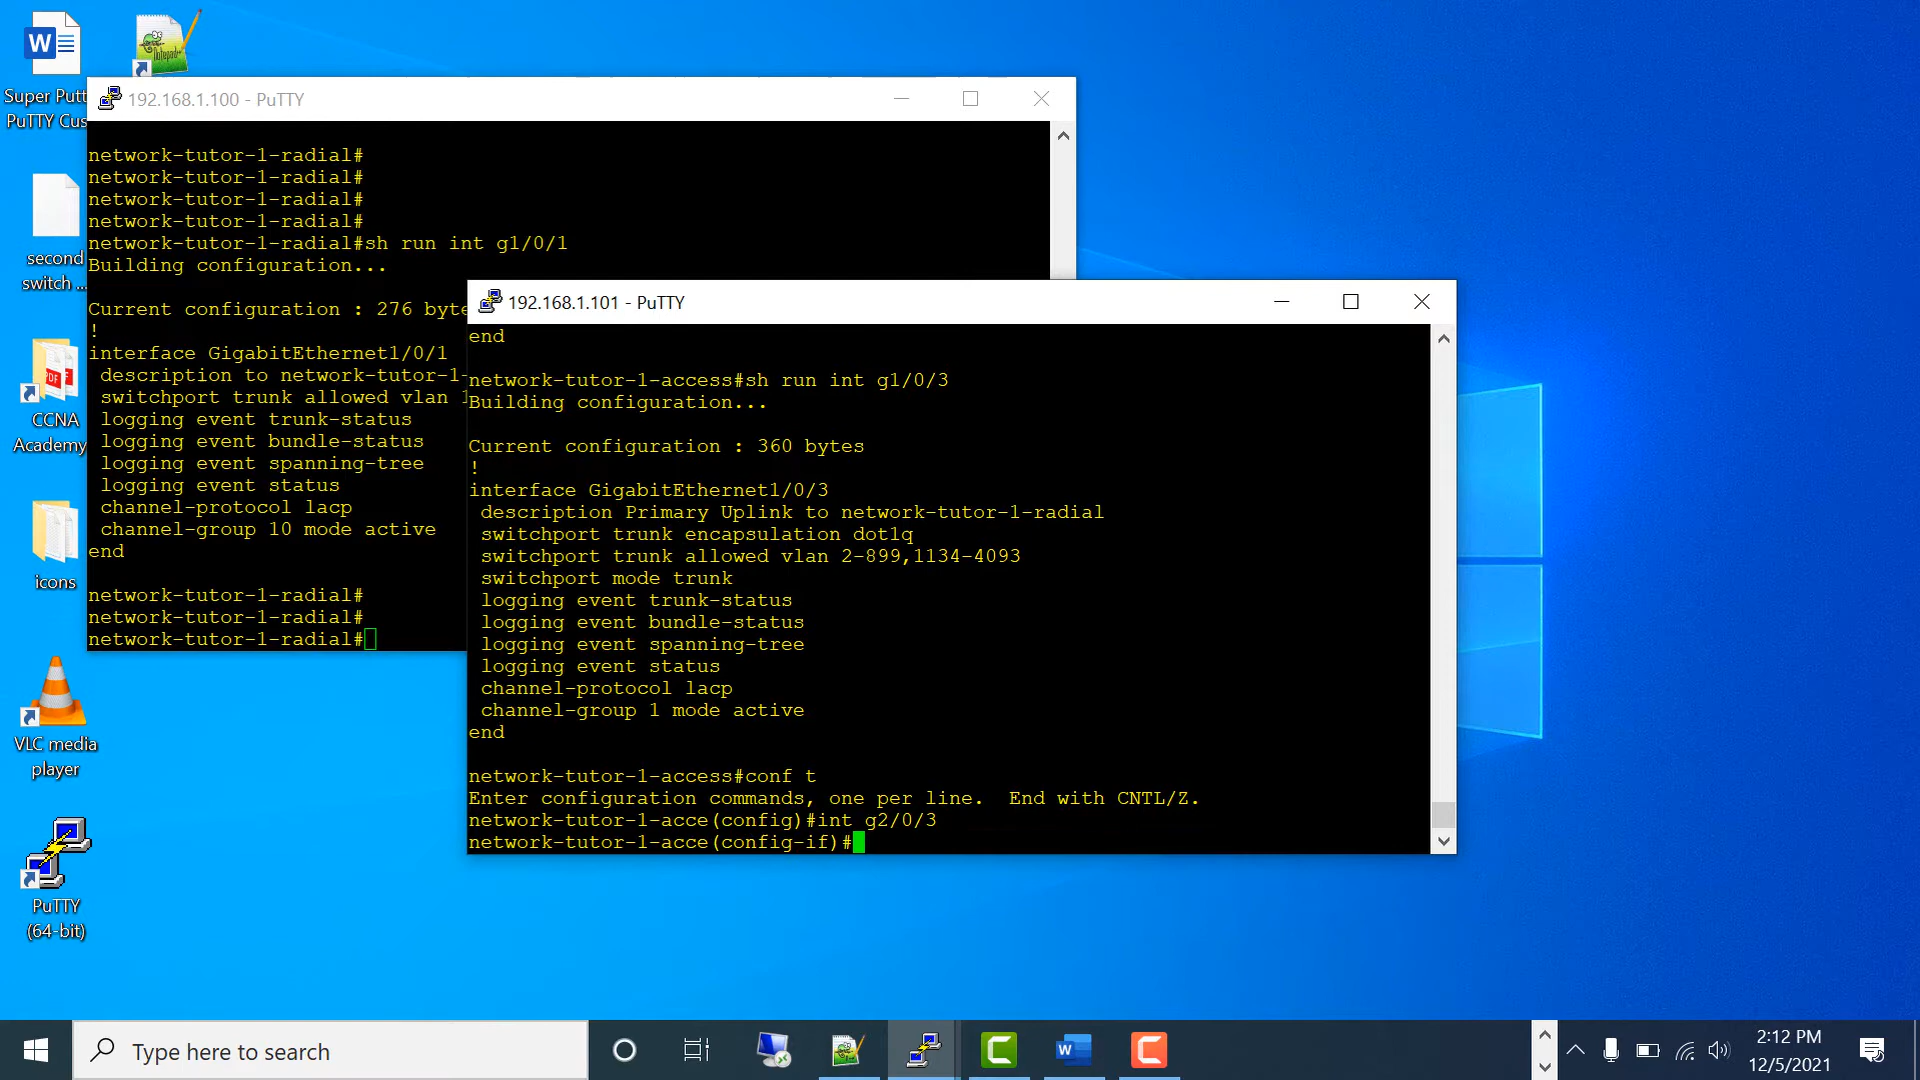 Super Putt
PuTTY Cus
second
switch ...
CCNA
Academy
icons
VLC media
player
PuTTY
(64-bit)
192.168.1.100 - PuTTY
network-tutor-1-radial#
network-tutor-1-radial#
network-tutor-1-radial#
network-tutor-1-radial#
network-tutor-1-radial#sh run int g1/0/1
Building configuration...
Current configuration : 276 byte
!
interface GigabitEthernet1/0/1
description to network-tutor-1-
switchport trunk allowed vlan
logging event trunk-status
logging event bundle-status
logging event spanning-tree
logging event status
channel-protocol lacp
channel-group 10 mode active
end
network-tutor-1-radial#
network-tutor-1-radial#
network-tutor-1-radial#
192.168.1.101 - PuTTY
end
network-tutor-1-access#sh run int g1/0/3
Building configuration...
Current configuration : 360 bytes
!
interface GigabitEthernet1/0/3
description Primary Uplink to network-tutor-1-radial
switchport trunk encapsulation dot1q
switchport trunk allowed vlan 2-899,1134-4093
switchport mode trunk
logging event trunk-status
logging event bundle-status
logging event spanning-tree
logging event status
channel-protocol lacp
channel-group 1 mode active
end
network-tutor-1-access#conf t
Enter configuration commands, one per line.  End with CNTL/Z.
network-tutor-1-acce(config)#int g2/0/3
network-tutor-1-acce(config-if)#
Type here to search
2:12 PM
12/5/2021